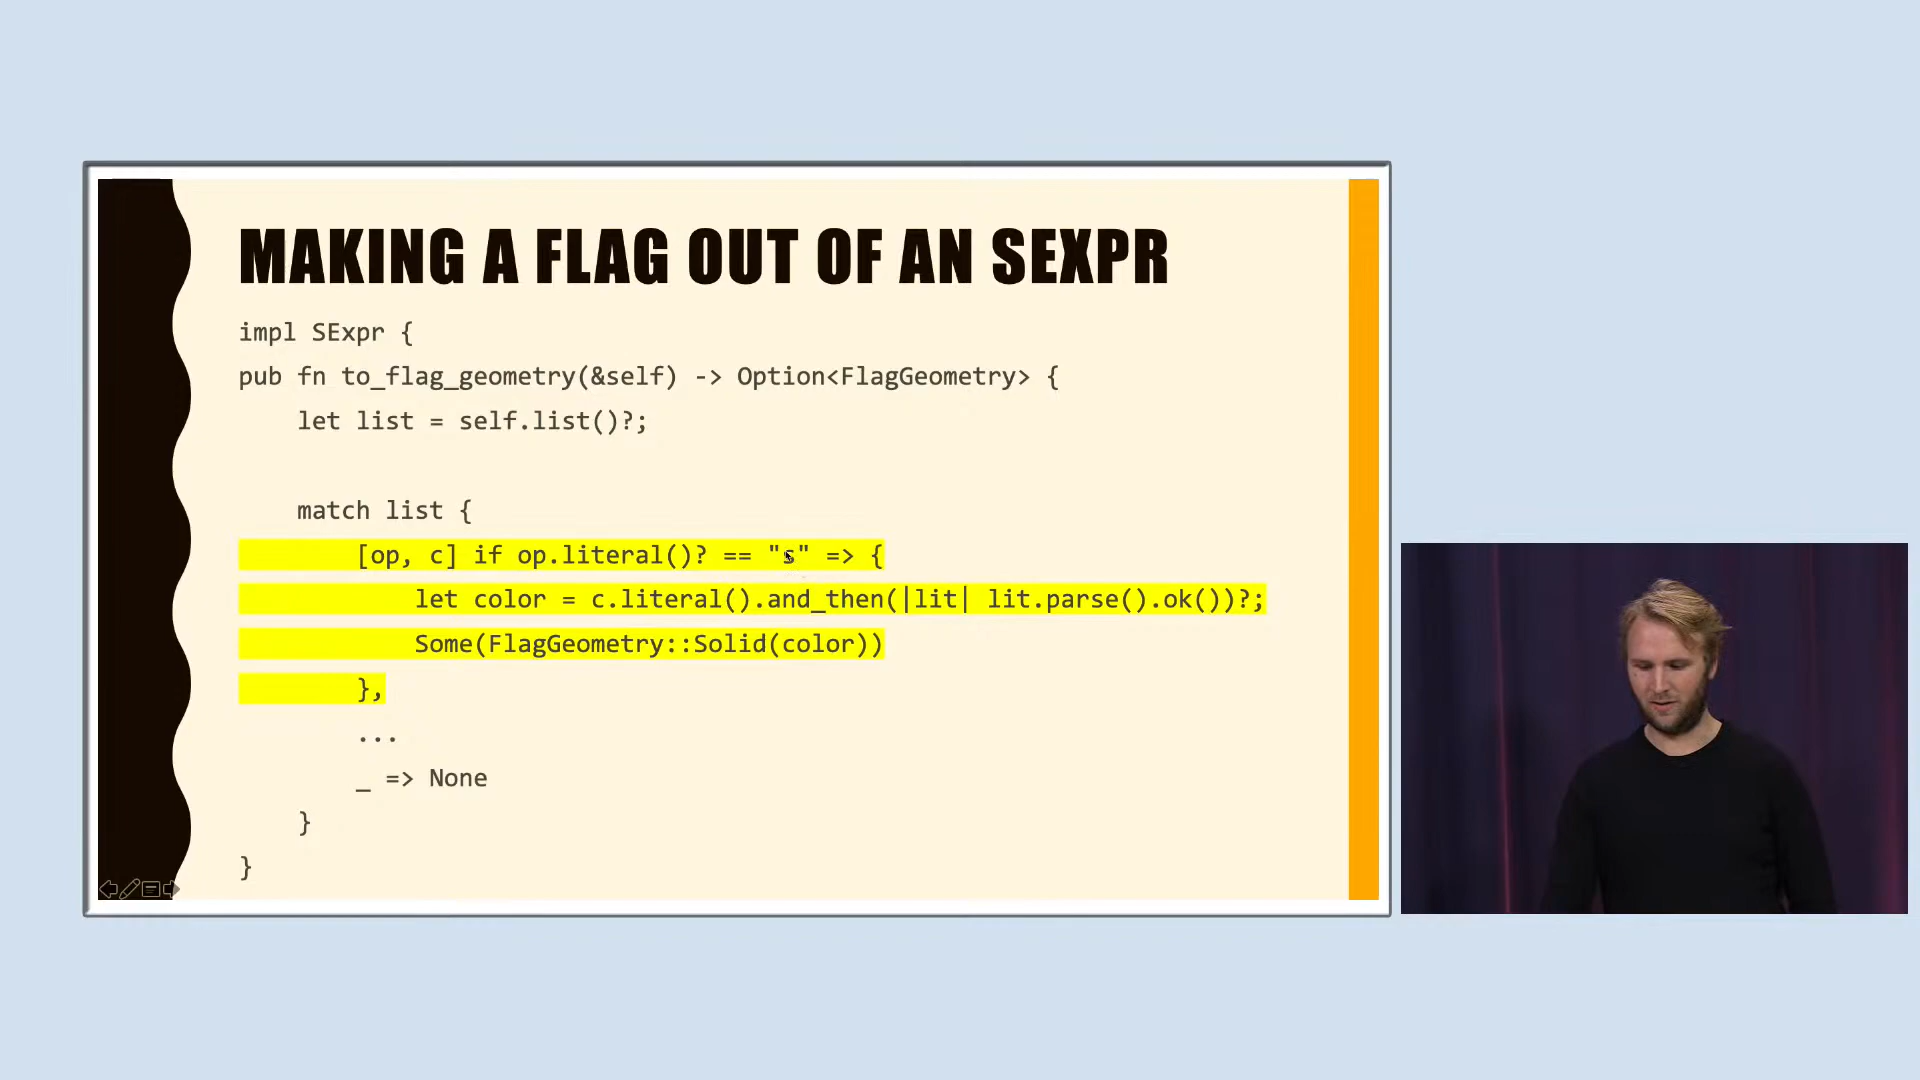 MAKING A FLAG OUT OF AN SEXPR
impl SExpr {
pub fn to_flag_geometry(&self) -> Option<FlagGeometry> {
    let list = self.list()?;
    match list {
        [op, c] if op.literal()? == "s" => {
            let color = c.literal().and_then(|lit| lit.parse().ok())?;
            Some(FlagGeometry::Solid(color))
        },
        ...
        _ => None
    }
}